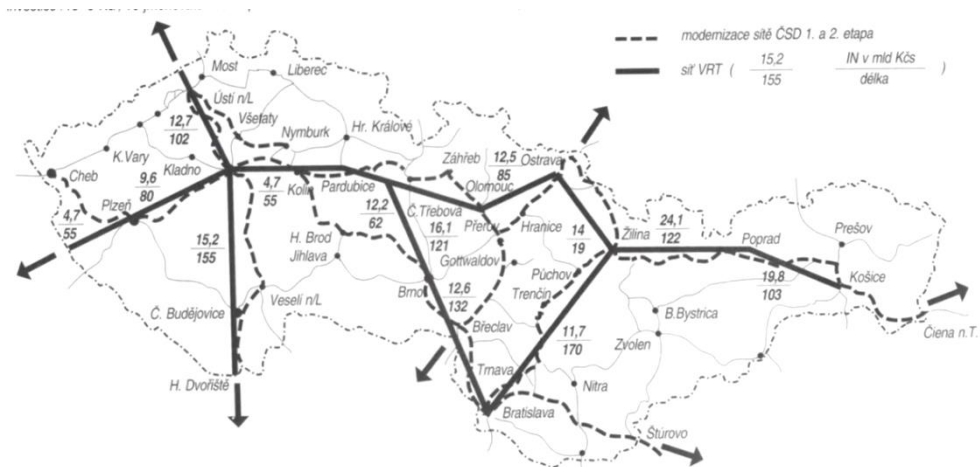 modernizace sítě ČSD 1. a 2. etapa
síť VRT ( 15,2 IN v mld Kčs )
155 délka
Most
Liberec
Ústí n/L
Všetaty
12,7
102
Nymburk
Hr. Králové
K.Vary
Kladno
Cheb
9,6
80
4,7
55
Kolín
Pardubice
Záhřeb
12,5
85
Ostrava
Olomouc
Plzeň
4,7
55
12,2
62
Č.Třebová
16,1
121
Přerov
Hranice
14
19
Žilina
24,1
122
Poprad
Prešov
15,2
155
H. Brod
Jihlava
Gottwaldov
Púchov
Trenčín
19,8
103
Košice
Veselí n/L
Brno
12,6
132
Č. Budějovice
Břeclav
11,7
170
B.Bystrica
Zvolen
Čiena n.T.
H. Dvořiště
Trnava
Nitra
Bratislava
Štúrovo